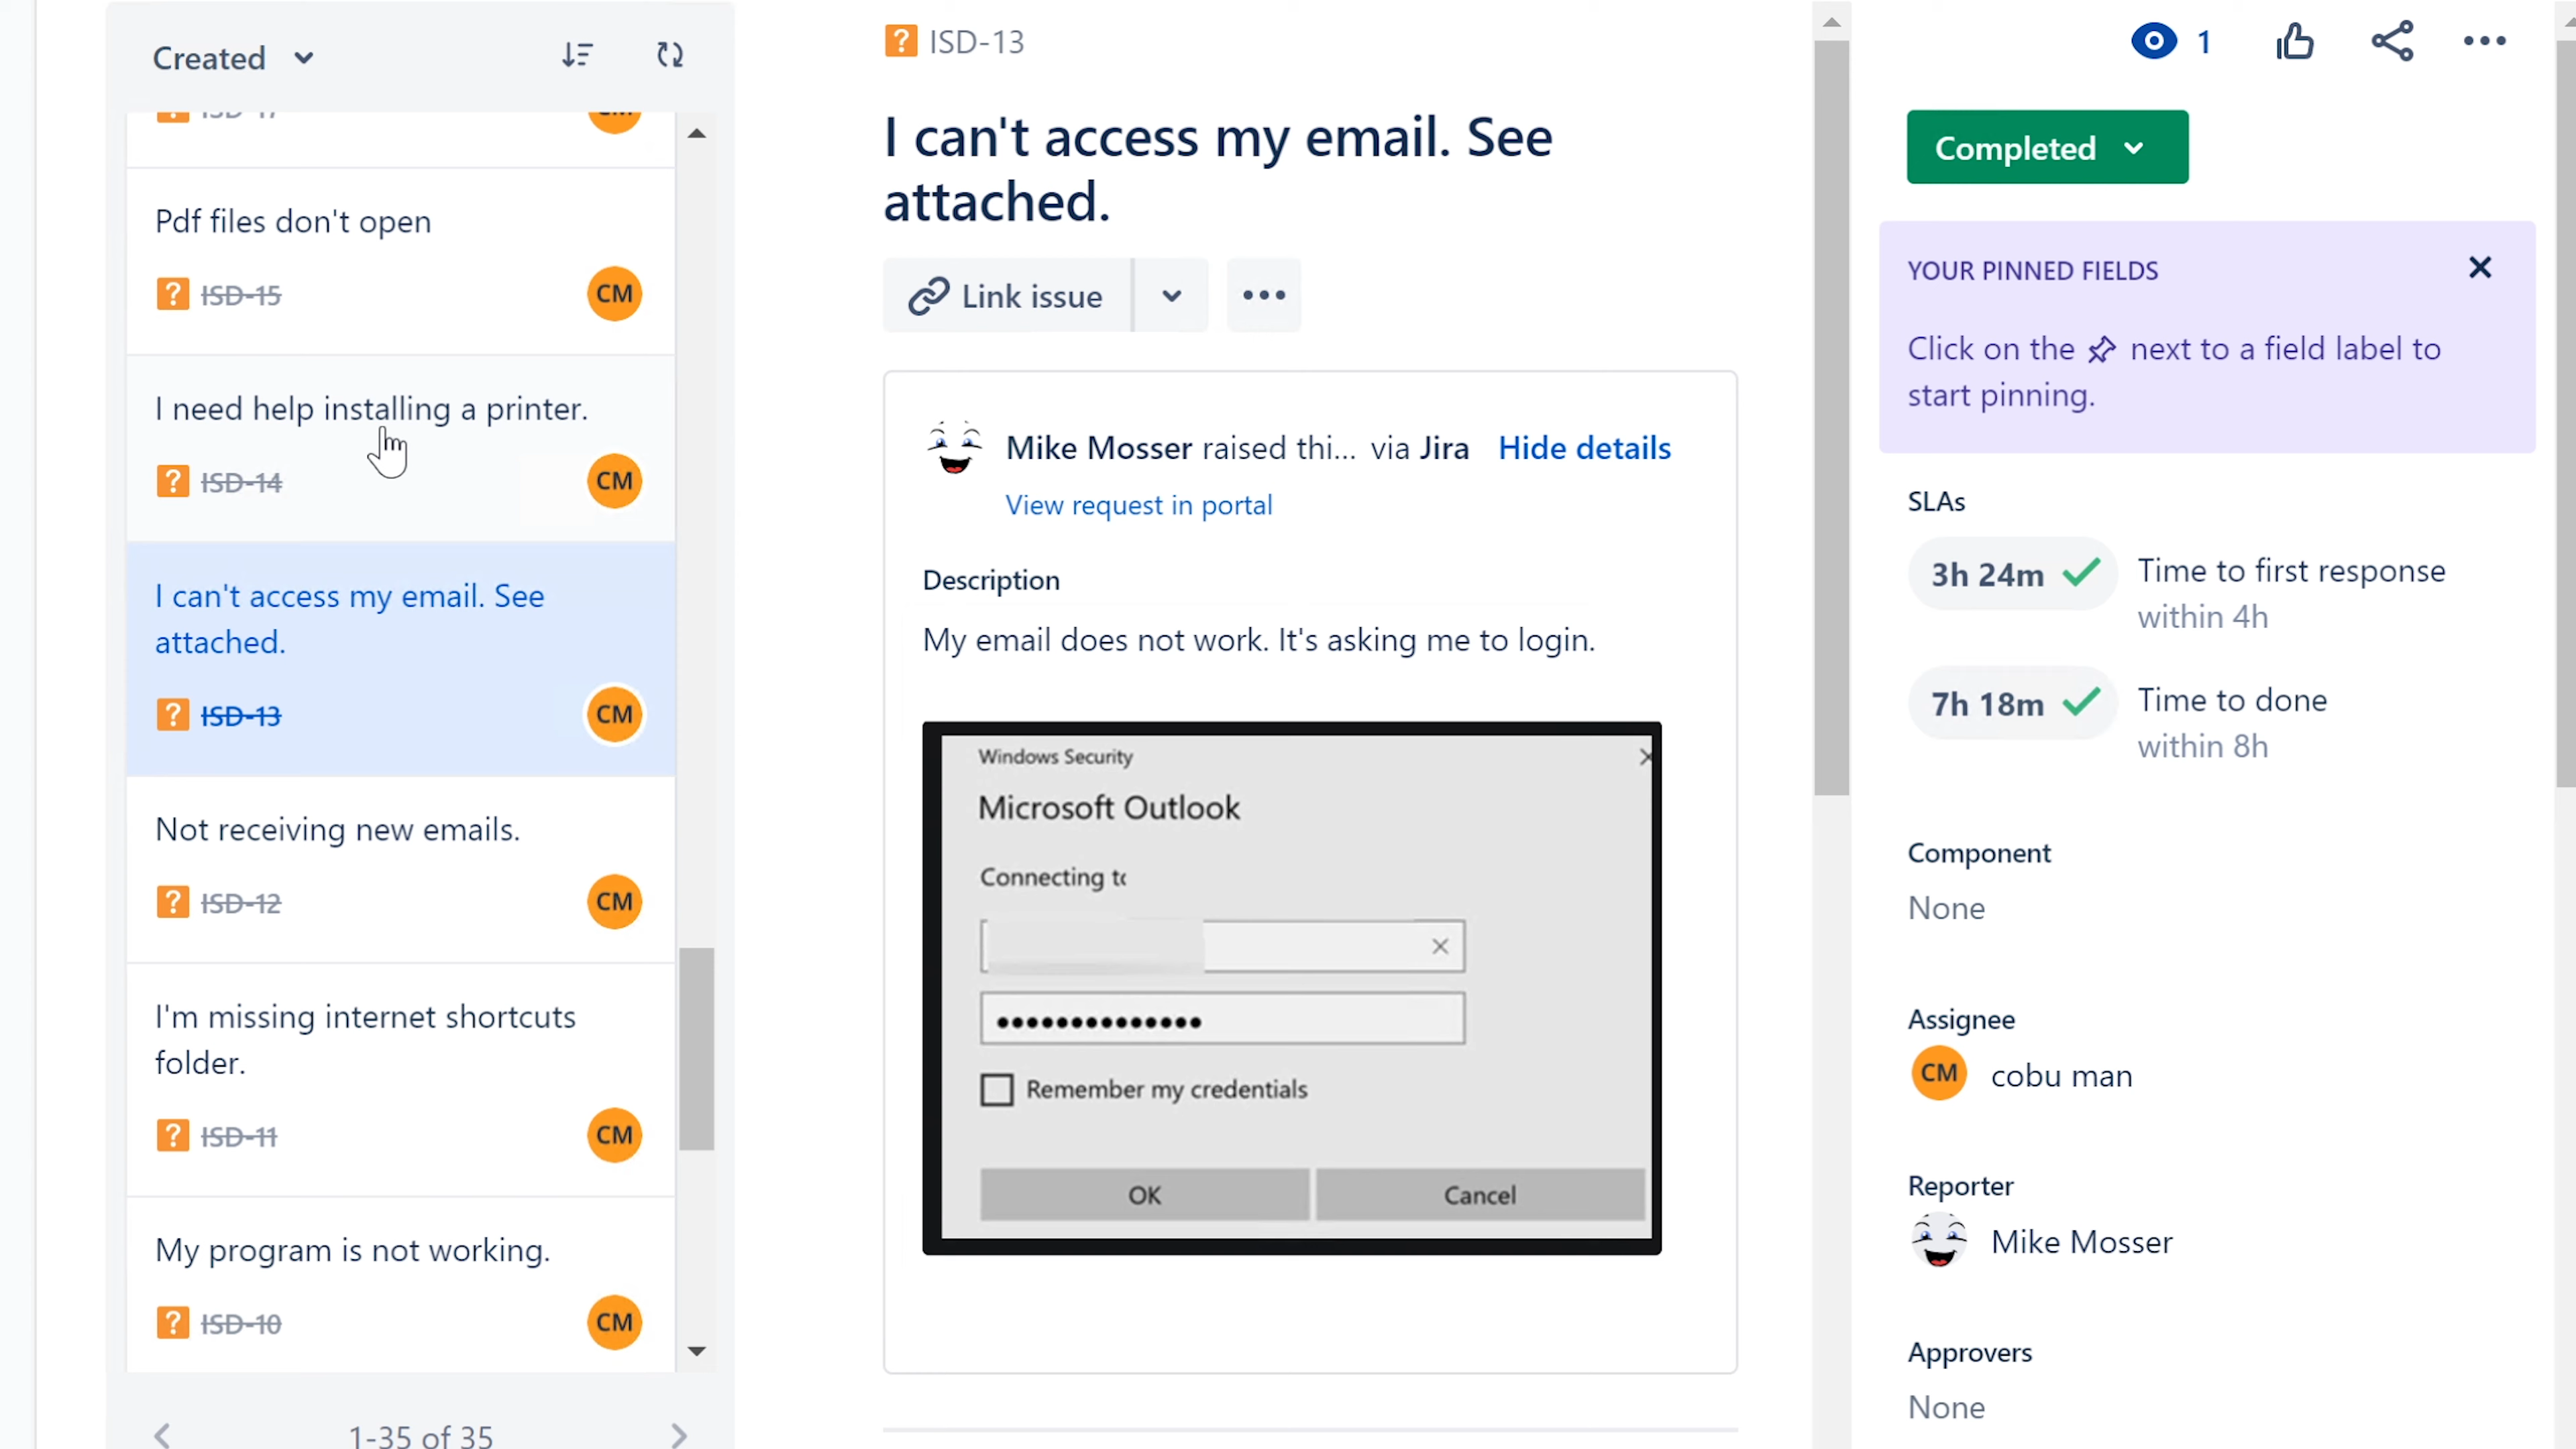 Created
ISD-17
CM
Pdf files don't open
ISD-15
CM
I need help installing a printer.
ISD-14
CM
I can't access my email. See
attached.
ISD-13
CM
Not receiving new emails.
ISD-12
CM
I'm missing internet shortcuts
folder.
ISD-11
CM
My program is not working.
ISD-10
CM
1-35 of 35
ISD-13
I can't access my email. See
attached.
Link issue
Mike Mosser raised thi... via Jira Hide details
View request in portal
Description
My email does not work. It's asking me to login.
Windows Security
Microsoft Outlook
Connecting to
Remember my credentials
OK
Cancel
1
Completed
YOUR PINNED FIELDS
Click on the next to a field label to
start pinning.
SLAs
3h 24m Time to first response
within 4h
7h 18m Time to done
within 8h
Component
None
Assignee
CM cobu man
Reporter
Mike Mosser
Approvers
None